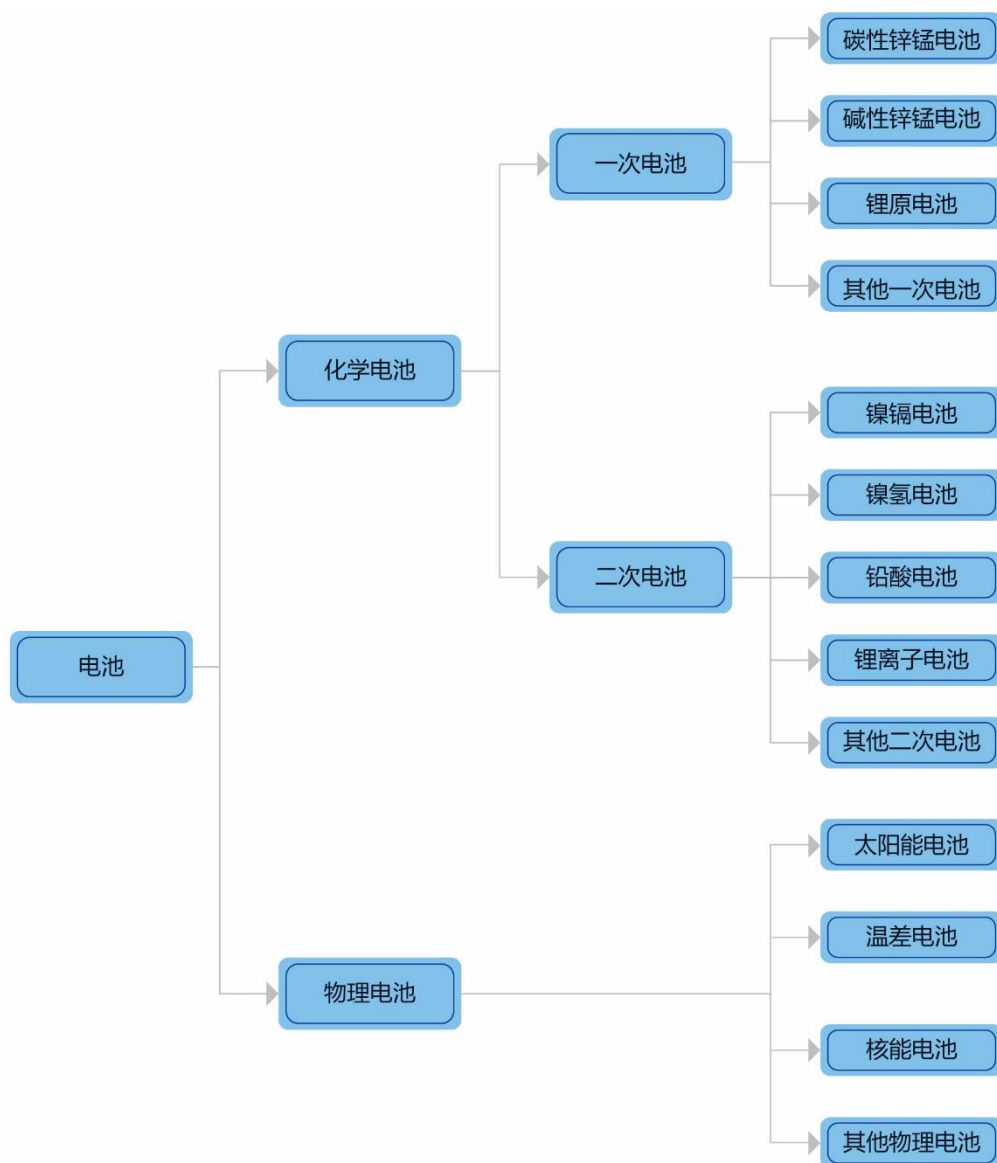 电池
化学电池
一次电池
碳性锌锰电池
碱性锌锰电池
锂原电池
其他一次电池
二次电池
镍镉电池
镍氢电池
铅酸电池
锂离子电池
其他二次电池
物理电池
太阳能电池
温差电池
核能电池
其他物理电池